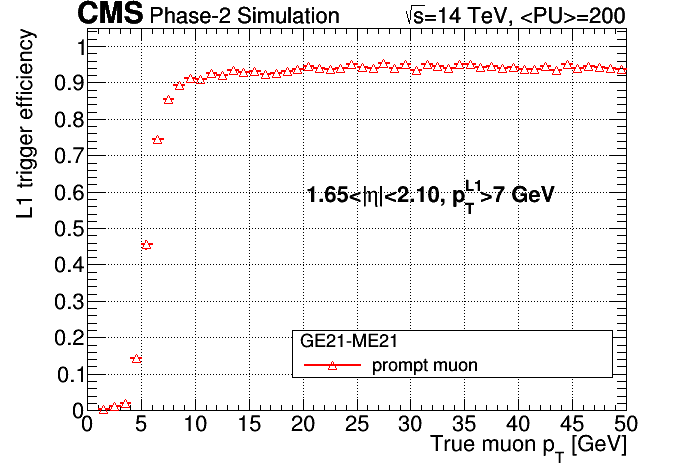 CMS Phase-2 Simulation √s=14 TeV, <PU>=200
L1 trigger efficiency
1
0.9
0.8
0.7
0.6
0.5
0.4
0.3
0.2
0.1
0
1.65<|η|<2.10, p_T^L1>7 GeV
GE21-ME21
prompt muon
0 5 10 15 20 25 30 35 40 45 50
True muon p_T [GeV]